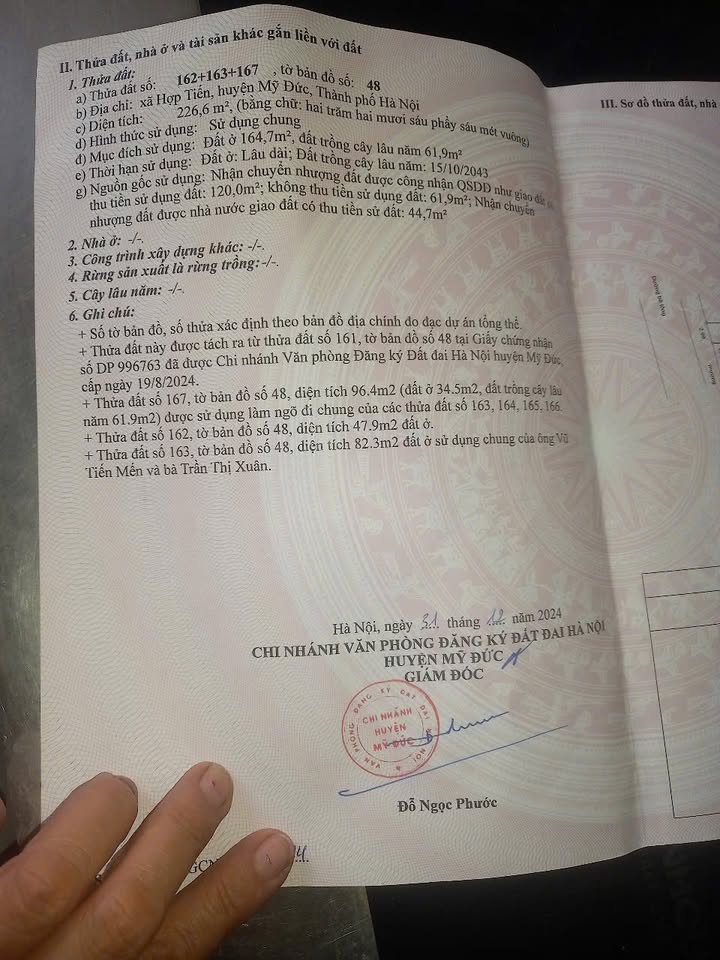 II. Thửa đất, nhà ở và tài sản khác gắn liền với đất
1. Thửa đất:
a) Thửa đất số: 162+163+167 , tờ bản đồ số: 48
b) Địa chỉ: xã Hợp Tiến, huyện Mỹ Đức, Thành phố Hà Nội
c) Diện tích: 226,6 m², (bằng chữ: hai trăm hai mươi sáu phẩy sáu mét vuông)
d) Hình thức sử dụng: Sử dụng chung
đ) Mục đích sử dụng: Đất ở 164,7m², đất trồng cây lâu năm 61,9m²
e) Thời hạn sử dụng: Đất ở: Lâu dài; Đất trồng cây lâu năm: 15/10/2043
g) Nguồn gốc sử dụng: Nhận chuyển nhượng đất được công nhận QSDĐ như giao đất
thu tiền sử dụng đất: 120,0m²; không thu tiền sử dụng đất: 61,9m²; Nhận chuyển
nhượng đất được nhà nước giao đất có thu tiền sử đất: 44,7m²
2. Nhà ở: -/-.
3. Công trình xây dựng khác: -/-.
4. Rừng sản xuất là rừng trồng: -/-.
5. Cây lâu năm: -/-.
6. Ghi chú:
+ Số tờ bản đồ, số thửa xác định theo bản đồ địa chính đo đạc dự án tổng thể.
+ Thửa đất này được tách ra từ thửa đất số 161, tờ bản đồ số 48 tại Giấy chứng nhận
số DP 996763 đã được Chi nhánh Văn phòng Đăng ký Đất đai Hà Nội huyện Mỹ Đức,
cấp ngày 19/8/2024.
+ Thửa đất số 167, tờ bản đồ số 48, diện tích 96.4m2 (đất ở 34.5m2, đất trồng cây lâu
năm 61.9m2) được sử dụng làm ngõ đi chung của các thửa đất số 163, 164, 165, 166.
+ Thửa đất số 162, tờ bản đồ số 48, diện tích 47.9m2 đất ở.
+ Thửa đất số 163, tờ bản đồ số 48, diện tích 82.3m2 đất ở sử dụng chung của ông Vũ
Tiến Mến và bà Trần Thị Xuân.
Hà Nội, ngày 31 tháng 12 năm 2024
CHI NHÁNH VĂN PHÒNG ĐĂNG KÝ ĐẤT ĐAI HÀ NỘI
HUYỆN MỸ ĐỨC
GIÁM ĐỐC
VĂN PHÒNG ĐĂNG KÝ ĐẤT ĐAI HÀ NỘI
CHI NHÁNH
HUYỆN
MỸ ĐỨC
Đỗ Ngọc Phước
III. Sơ đồ thửa đất, nhà